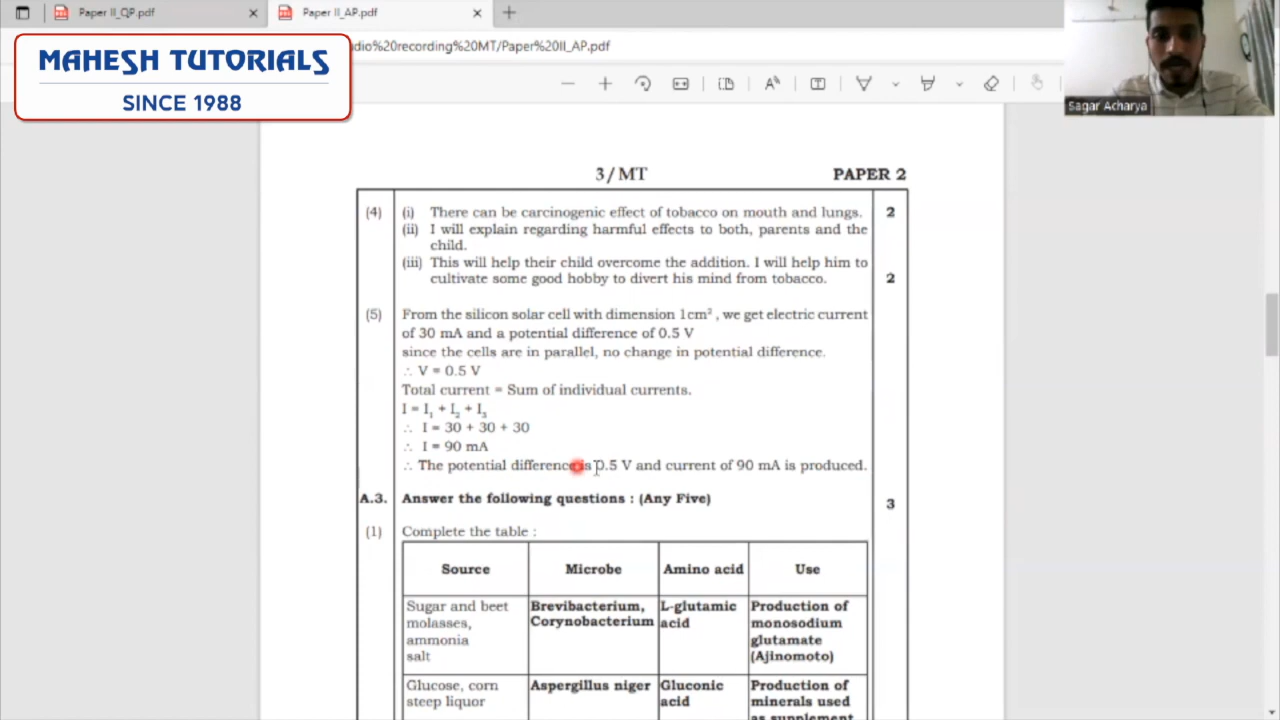 Paper II_QP.pdf
Paper II_AP.pdf
MAHESH TUTORIALS
SINCE 1988
dio%20recording%20MT/Paper%20II_AP.pdf
Sagar Acharya
3/MT PAPER 2
(4) (i) There can be carcinogenic effect of tobacco on mouth and lungs. 2
(ii) I will explain regarding harmful effects to both, parents and the
child.
(iii) This will help their child overcome the addition. I will help him to
cultivate some good hobby to divert his mind from tobacco. 2
(5) From the silicon solar cell with dimension 1cm², we get electric current
of 30 mA and a potential difference of 0.5 V
since the cells are in parallel, no change in potential difference.
∴ V = 0.5 V
Total current = Sum of individual currents.
I = I₁ + I₂ + I₃
∴ I = 30 + 30 + 30
∴ I = 90 mA
∴ The potential difference is 0.5 V and current of 90 mA is produced.
A.3. Answer the following questions : (Any Five) 3
(1) Complete the table :
Source Microbe Amino acid Use
Sugar and beet Brevibacterium, L-glutamic Production of
molasses, Corynobacterium acid monosodium
ammonia glutamate
salt (Ajinomoto)
Glucose, corn Aspergillus niger Gluconic Production of
steep liquor acid minerals used
as supplement